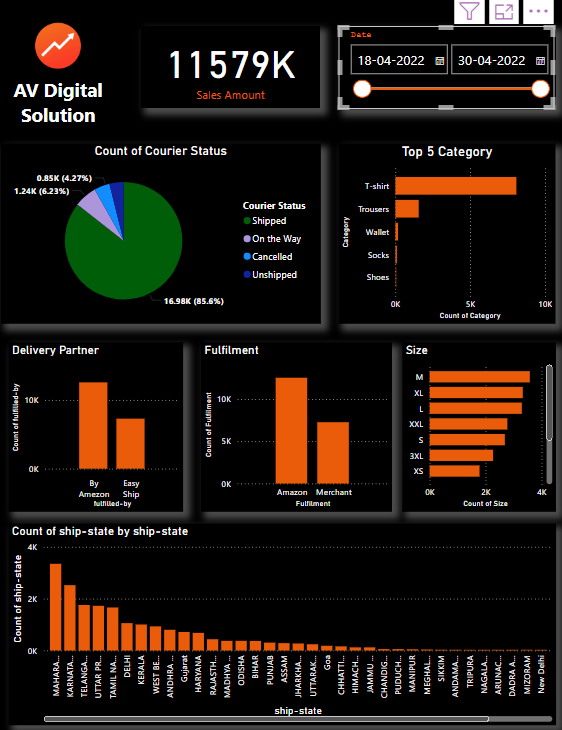 AV Digital
Solution
11579K
Sales Amount
Date
18-04-2022
30-04-2022
Count of Courier Status
0.85K (4.27%)
1.24K (6.23%)
16.98K (85.6%)
Courier Status
Shipped
On the Way
Cancelled
Unshipped
Top 5 Category
Category
T-shirt
Trousers
Wallet
Socks
Shoes
0K 5K 10K
Count of Category
Delivery Partner
Count of fulfilled-by
10K
0K
By
Amezon
Easy
Ship
fulfilled-by
Fulfilment
Count of Fulfilment
10K
5K
0K
Amazon Merchant
Fulfilment
Size
M
XL
L
XXL
S
3XL
XS
0K 2K 4K
Count of Size
Count of ship-state by ship-state
Count of ship-state
4K
2K
0K
MAHARA...
KARNATA...
TELANGA...
UTTAR PR...
TAMIL NA...
DELHI
KERALA
WEST BE...
ANDHRA ...
Gujarat
HARYANA
RAJASTH...
MADHYA ...
ODISHA
BIHAR
PUNJAB
ASSAM
JHARKHA...
UTTARAK...
Goa
CHHATTI...
HIMACH...
JAMMU ...
CHANDIG...
PUDUCH...
MANIPUR
MEGHAL...
SIKKIM
ANDAMA...
TRIPURA
NAGALA...
ARUNAC...
DADRA A...
MIZORAM
New Delhi
ship-state